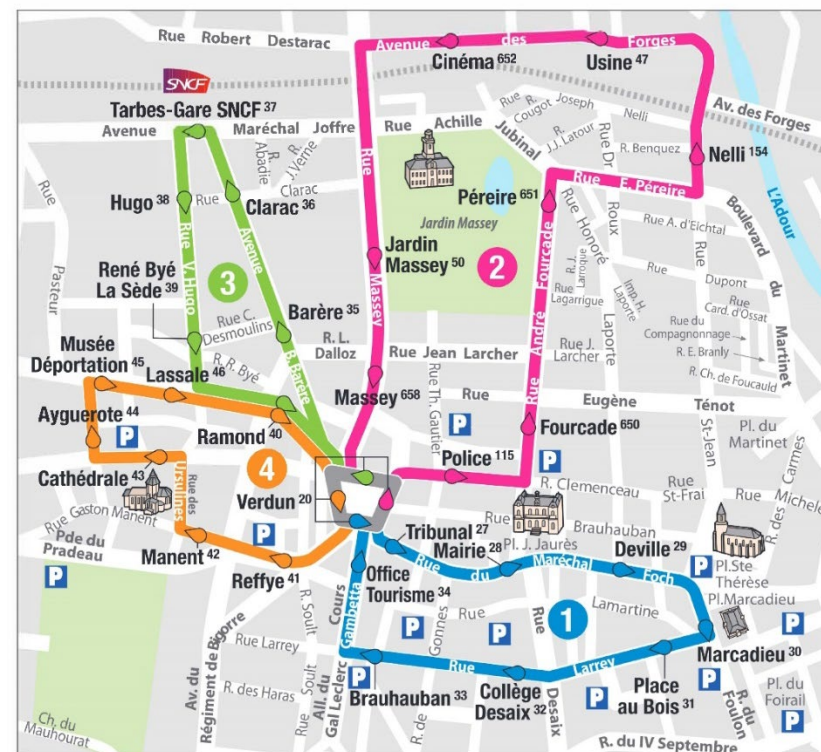 Rue Robert Destarac
Avenue des Forges
Cinéma 652
Usine 47
SNCF
Tarbes-Gare SNCF 37
Avenue Maréchal Joffre
Rue Achille Jubinal
Rue R. Cougot
Joseph Nelli
R. J.J. Latour
Rue Dr Roux
R. Benquez
Av. des Forges
Nelli 154
L'Adour
R. Abadie
R. J. Verne
Rue Clarac
Hugo 38
Clarac 36
Rue V. Hugo
Avenue B. Barère
Rue Pasteur
Péreire 651
Rue E. Péreire
Jardin Massey
Jardin Massey 50
Rue Massey
2
3
Rue André Fourcade
Rue Honoré Laporte
R. J. Larroque
Rue Lagarrigue
Imp. H. Laporte
Rue A. d'Eichtal
Rue Dupont
Rue Card. d'Ossat
Rue du Compagnonnage
R. E. Branly
R. Ch. de Foucauld
Boulevard du Martinet
René Byé
La Sède 39
Rue C. Desmoulins
Barère 35
R. L. Dalloz
Rue Jean Larcher
Rue J. Larcher
Musée
Déportation 45
Lassale 46
R. R. Byé
Massey 658
Rue Th. Gautier
Rue Eugène Ténot
Rue St-Jean
Pl. du Martinet
Ayguerote 44
P
Ramond 40
P
Fourcade 650
P
Police 115
Cathédrale 43
Rue des Ursulines
4
Verdun 20
R. Clemenceau
Rue St-Frai
Rue Michelet
R. des Carmes
Rue Gaston Manent
Pde du Pradeau
P
Manent 42
P
Reffye 41
Tribunal 27
Mairie 28
Pl. J. Jaurès
Brauhauban
Deville 29
P
Rue du Maréchal Foch
Pl. Ste Thérèse
Pl. Marcadieu
Office
Tourisme 34
Cours Gambetta
R. Soult
Rue Soult
Rue Larrey
R. des Haras
Av. du Régiment de Bigorre
All. du Gal Leclerc
Rue Lamartine
R. de Gonnes
P
P
1
Rue Desaix
Rue Larrey
Marcadieu 30
P
P
Brauhauban 33
Collège
Desaix 32
P
Place
au Bois 31
P
P
Pl. du Foirail
R. du Foulon
Ch. du Mauhourat
R. du IV Septembre